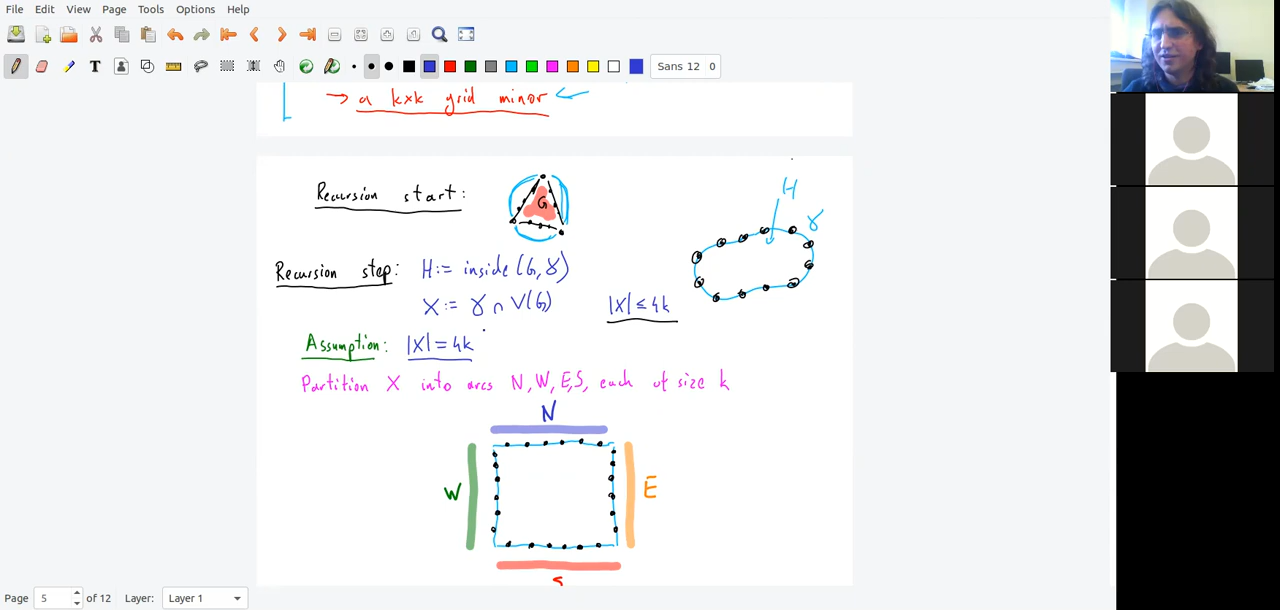 File Edit View Page Tools Options Help
Sans 12 0
→ a k×k grid minor ←
Recursion start:
G
H
γ
Recursion step: H := inside(G, γ)
X := γ ∩ V(G) |X| ≤ 4k
Assumption: |X| = 4k
Partition X into arcs N, W, E, S, each of size k
N
W
E
S
Page 5 of 12 Layer: Layer 1